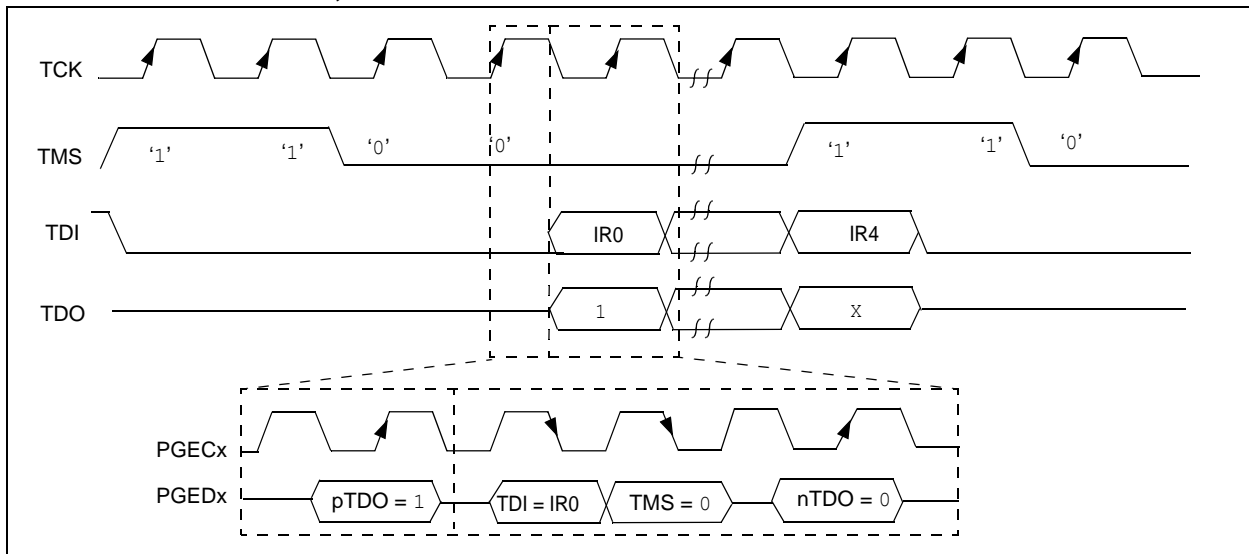 TCK
TMS ‘1’ ‘1’ ‘0’ ‘0’ ‘1’ ‘1’ ‘0’
TDI IR0 IR4
TDO 1 X
PGECx
PGEDx pTDO = 1 TDI = IR0 TMS = 0 nTDO = 0